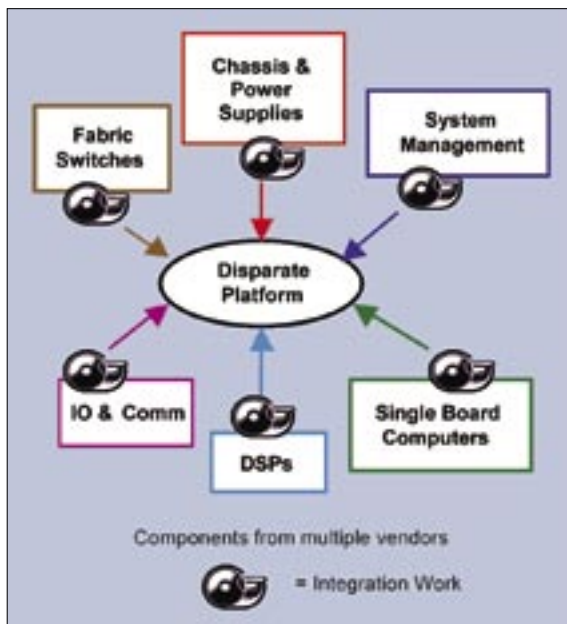 Chassis &
Power
Supplies
Fabric
Switches
System
Management
Disparate
Platform
IO & Comm
DSPs
Single Board
Computers
Components from multiple vendors
= Integration Work